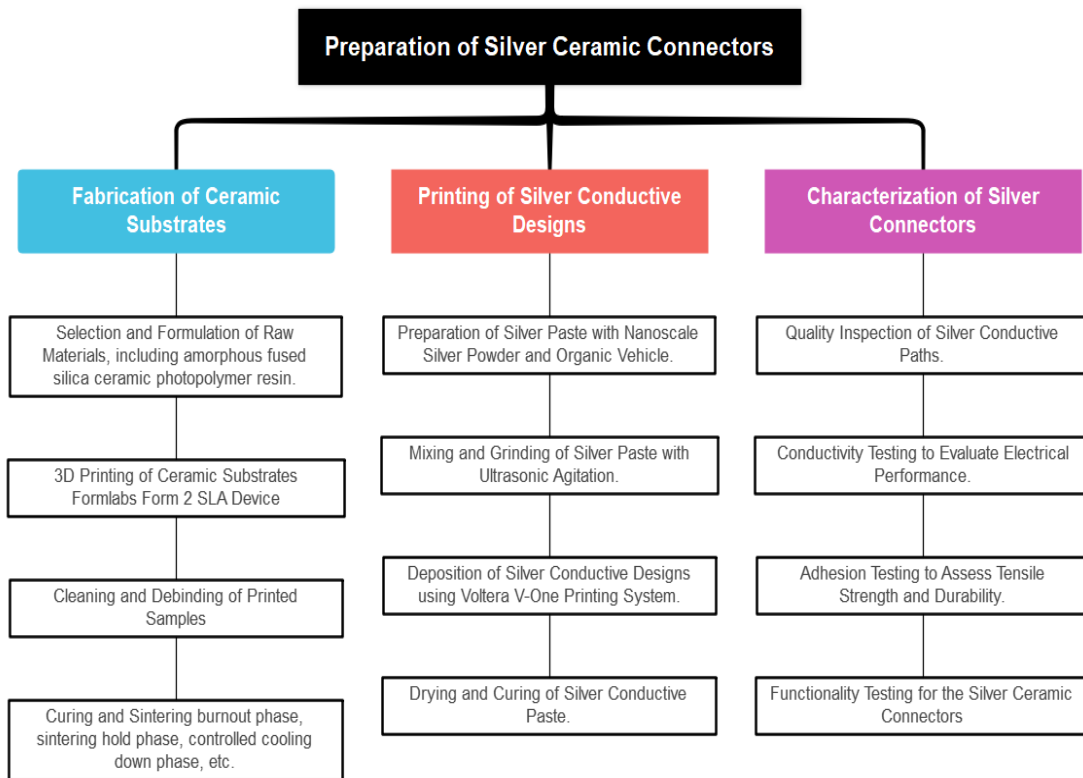 Preparation of Silver Ceramic Connectors
Fabrication of Ceramic
Substrates
Selection and Formulation of Raw
Materials, including amorphous fused
silica ceramic photopolymer resin.
3D Printing of Ceramic Substrates
Formlabs Form 2 SLA Device
Cleaning and Debinding of Printed
Samples
Curing and Sintering burnout phase,
sintering hold phase, controlled cooling
down phase, etc.
Printing of Silver Conductive
Designs
Preparation of Silver Paste with Nanoscale
Silver Powder and Organic Vehicle.
Mixing and Grinding of Silver Paste with
Ultrasonic Agitation.
Deposition of Silver Conductive Designs
using Voltera V-One Printing System.
Drying and Curing of Silver Conductive
Paste.
Characterization of Silver
Connectors
Quality Inspection of Silver Conductive
Paths.
Conductivity Testing to Evaluate Electrical
Performance.
Adhesion Testing to Assess Tensile
Strength and Durability.
Functionality Testing for the Silver Ceramic
Connectors